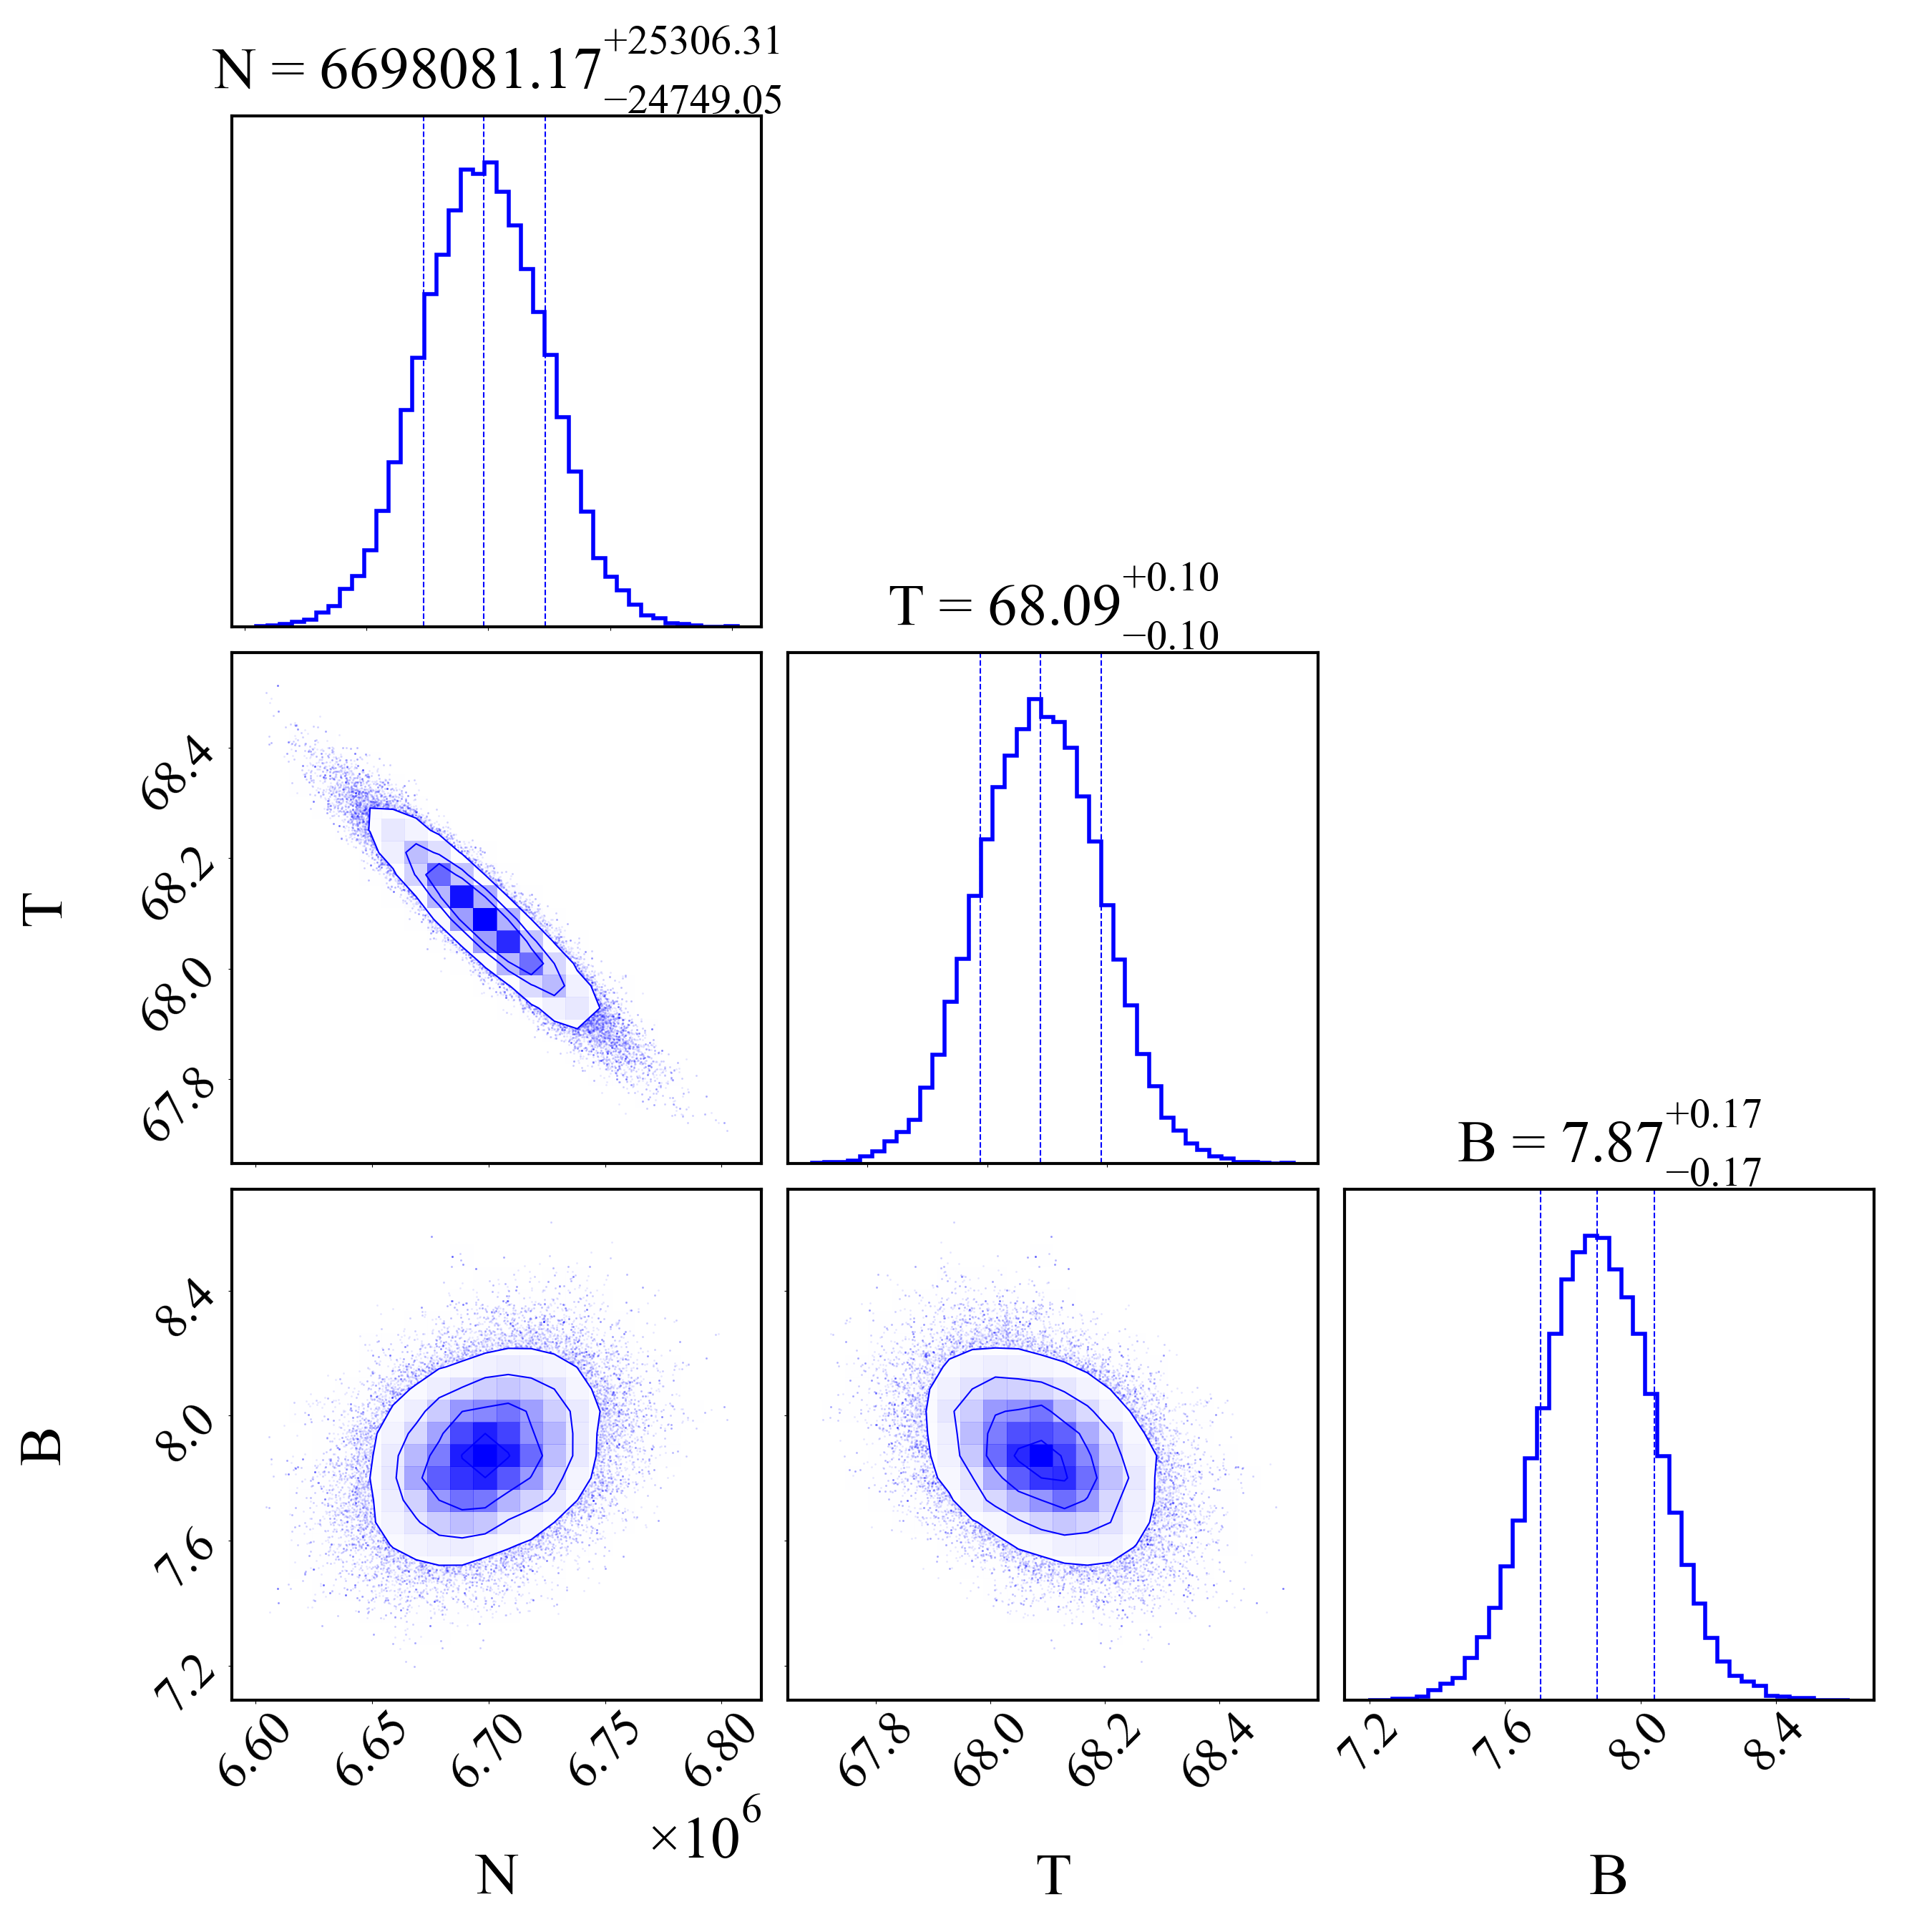 N = 6698081.17+25306.31−24749.05
T = 68.09+0.10−0.10
68.4
68.2
68.0
67.8
T
B = 7.87+0.17−0.17
8.4
8.0
7.6
7.2
B
6.60 6.65 6.70 6.75 6.80
67.8 68.0 68.2 68.4
7.2 7.6 8.0 8.4
×10^6
N
T
B